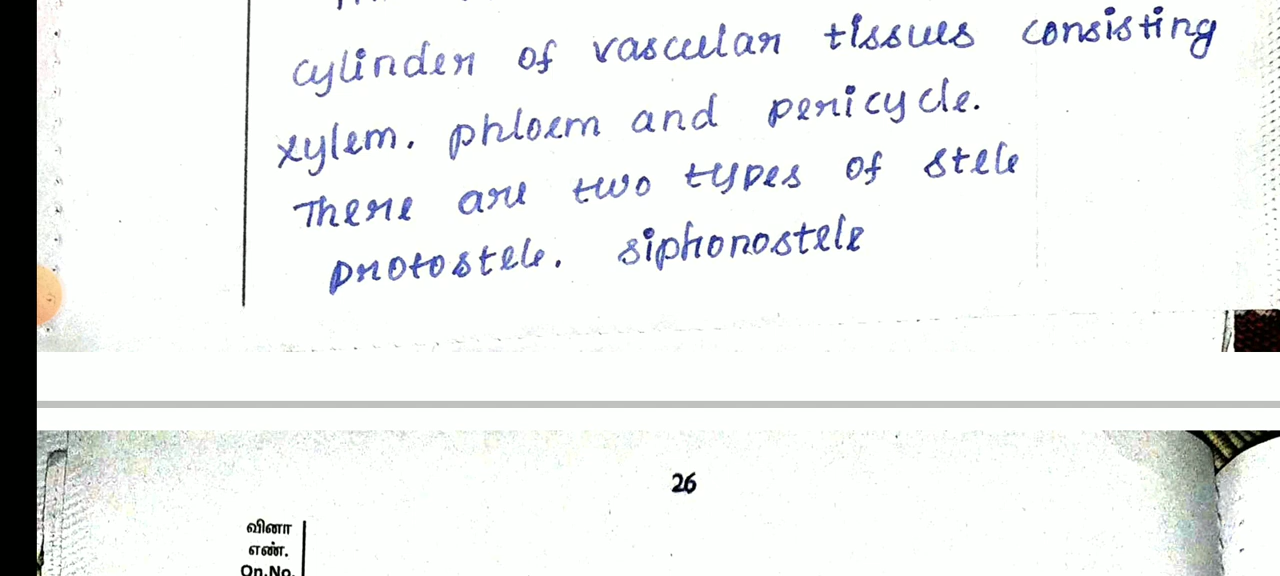 cylinder of vascular tissues consisting
xylem. phloem and pericycle.
There are two types of stele
protostele. siphonostele
26
வினா
எண்.
Qn.No.